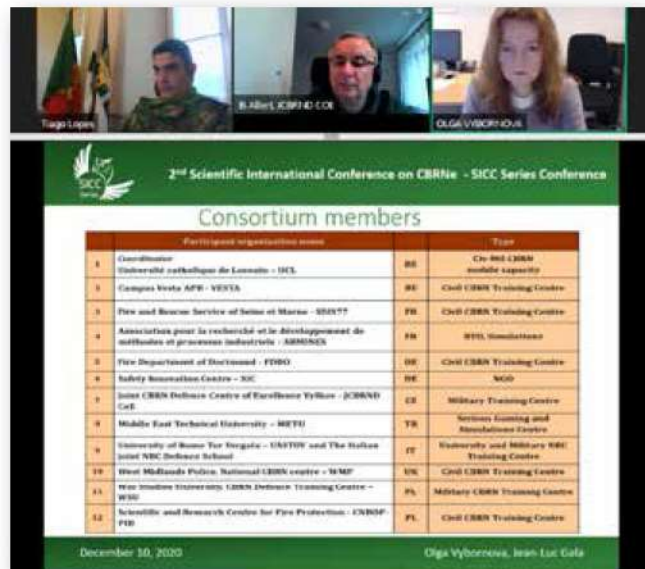 Tiago Lopes
B.Albert, JCBRND COE
OLGA VYBORNOVA
SICC
Series
2nd Scientific International Conference on CBRNe - SICC Series Conference
Consortium members
Participant organisation name Type
1 Coordinator
Université catholique de Louvain – UCL BE Civ-Mil CBRN
mobile capacity
2 Campus Vesta APB - VESTA BE Civil CBRN Training Centre
3 Fire and Rescue Service of Seine et Marne - SDIS77 FR Civil CBRN Training Centre
4 Association pour la recherche et le développement de
méthodes et processus industriels - ARMINES FR RTD, Simulations
5 Fire Department of Dortmund - FDDO DE Civil CBRN Training Centre
6 Safety Innovation Centre – SIC DE NGO
7 Joint CBRN Defence Centre of Excellence Vyškov - JCBRND
CoE CZ Military Training Centre
8 Middle East Technical University – METU TR Serious Gaming and
Simulations Centre
9 University of Rome Tor Vergata – UNITOV and The Italian
Joint NBC Defence School IT University and Military NBC
Training Centre
10 West Midlands Police, National CBRN centre – WMP UK Civil CBRN Training Centre
11 War Studies University, CBRN Defence Training Centre –
WSU PL Military CBRN Training Centre
12 Scientific and Research Centre for Fire Protection - CNBOP-
PIB PL Civil CBRN Training Centre
December 10, 2020 Olga Vybornova, Jean-Luc Gala